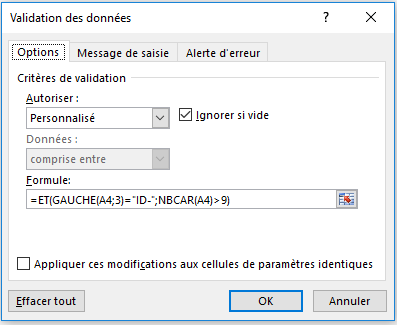 Validation des données
Options Message de saisie Alerte d'erreur
Critères de validation
Autoriser :
Personnalisé Ignorer si vide
Données :
comprise entre
Formule:
=ET(GAUCHE(A4;3)="ID-";NBCAR(A4)>9)
Appliquer ces modifications aux cellules de paramètres identiques
Effacer tout OK Annuler